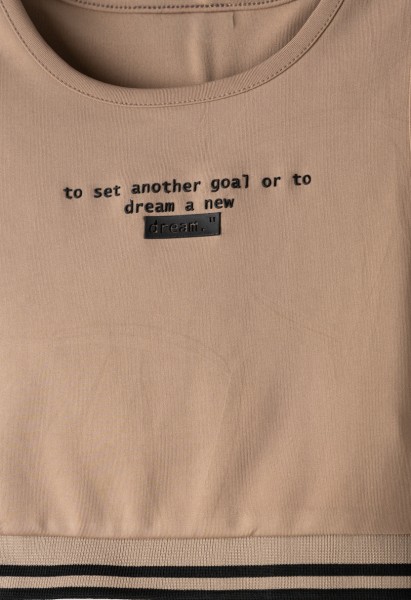 to set another goal or to
dream a new
dream."